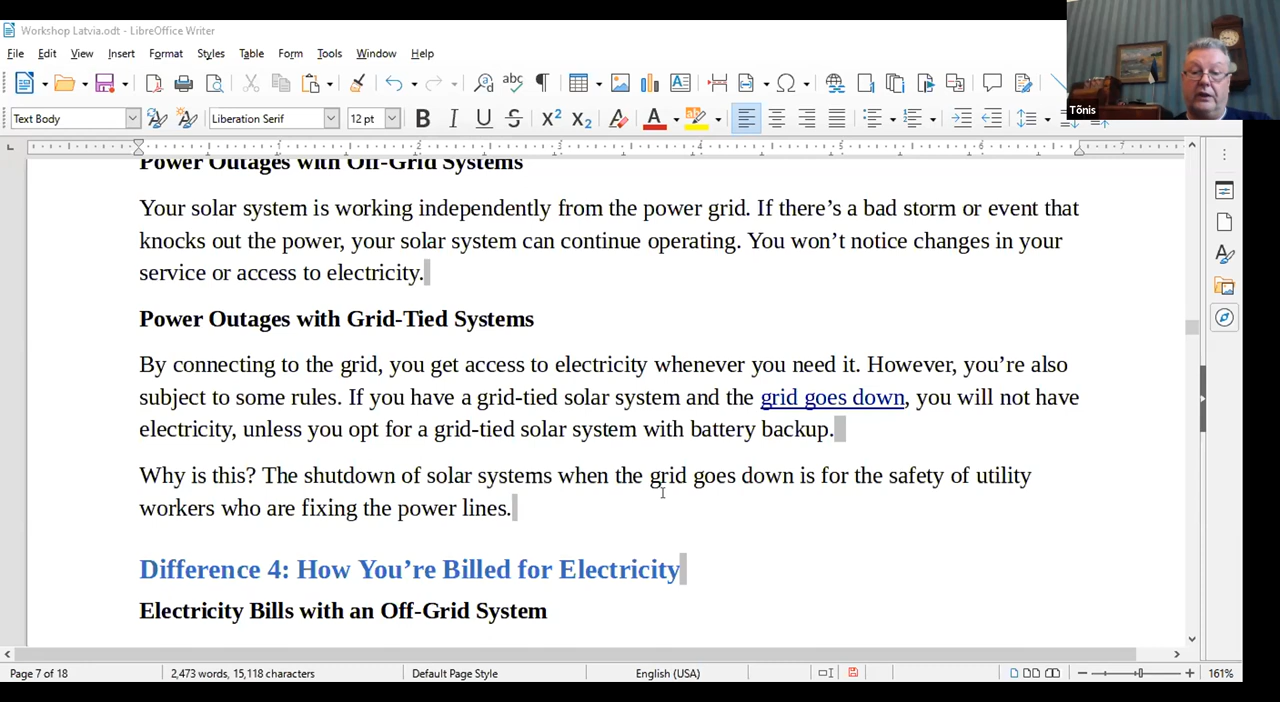 Workshop Latvia.odt - LibreOffice Writer
File Edit View Insert Format Styles Table Form Tools Window Help
Text Body Liberation Serif 12 pt B I U S X² X₂ A A
1 2 3 4 5 6 7
Tõnis
Power Outages with Off-Grid Systems
Your solar system is working independently from the power grid. If there’s a bad storm or event that
knocks out the power, your solar system can continue operating. You won’t notice changes in your
service or access to electricity.
Power Outages with Grid-Tied Systems
By connecting to the grid, you get access to electricity whenever you need it. However, you’re also
subject to some rules. If you have a grid-tied solar system and the grid goes down, you will not have
electricity, unless you opt for a grid-tied solar system with battery backup.
Why is this? The shutdown of solar systems when the grid goes down is for the safety of utility
workers who are fixing the power lines.
Difference 4: How You’re Billed for Electricity
Electricity Bills with an Off-Grid System
Page 7 of 18 2,473 words, 15,118 characters Default Page Style English (USA) 161%